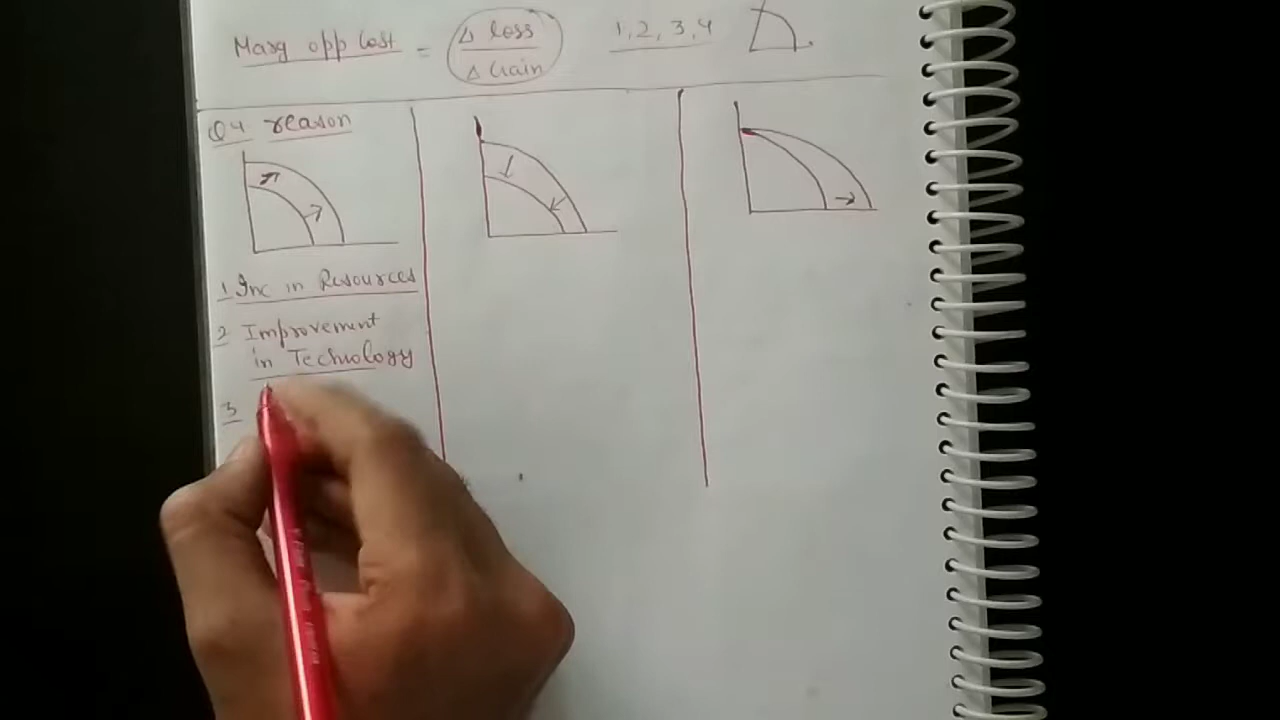 Marg opp Cost = Δ loss / Δ Gain 1, 2, 3, 4
Q4 reason
1 Inc in Resources
2 Improvement
in Technology
3